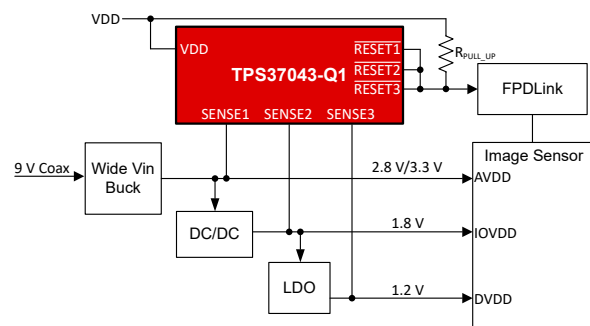 VDD
VDD
RESET1
RPULL_UP
TPS37043-Q1
RESET2
RESET3
FPDLink
SENSE1 SENSE2 SENSE3
Image Sensor
9 V Coax
Wide Vin
Buck
2.8 V/3.3 V
AVDD
DC/DC
1.8 V
IOVDD
LDO
1.2 V
DVDD